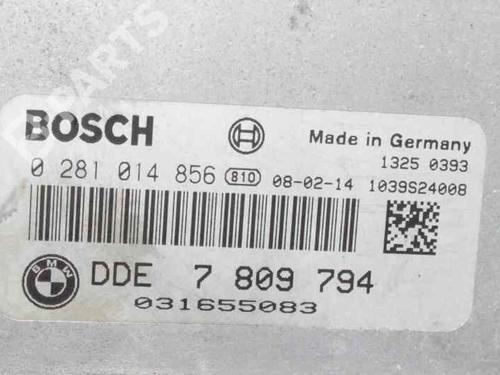 BOSCH
Made in Germany
1325 0393
0 281 014 856 810 08-02-14 1039S24008
BMW
DDE 7 809 794
031655083